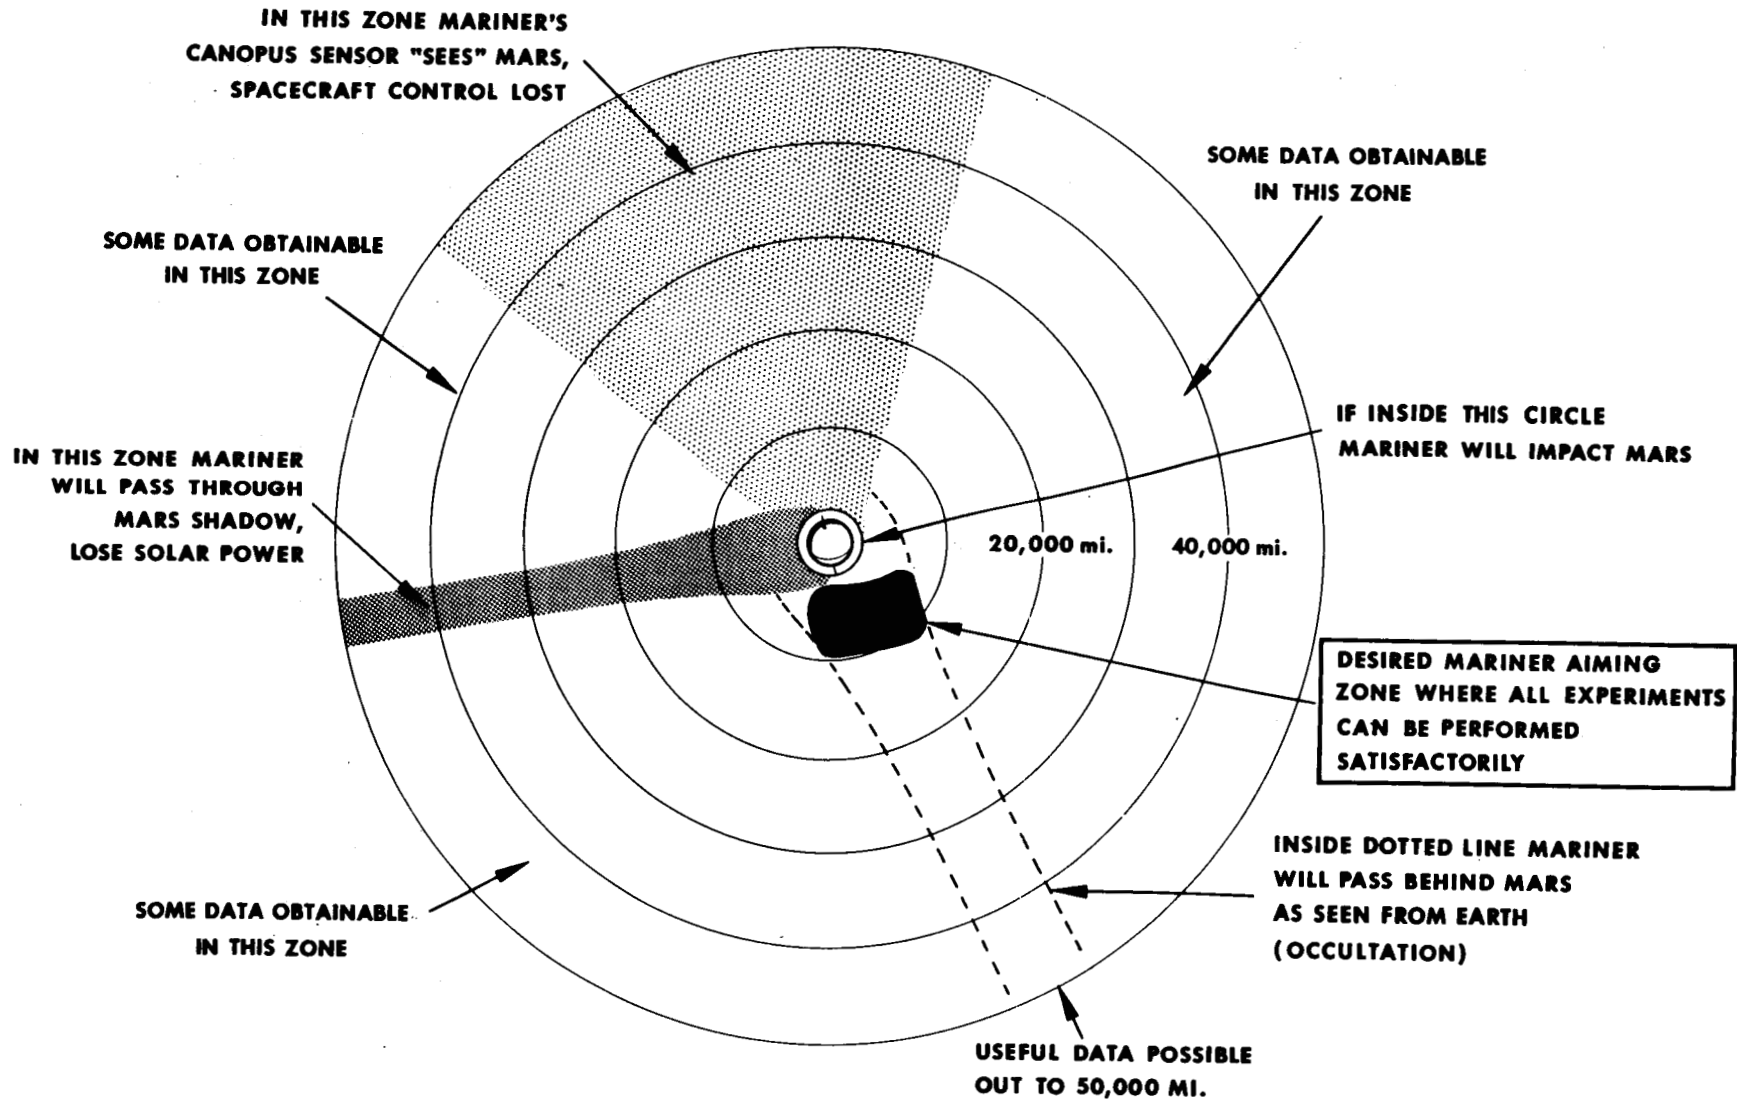 IN THIS ZONE MARINER'S
CANOPUS SENSOR "SEES" MARS,
SPACECRAFT CONTROL LOST
SOME DATA OBTAINABLE
IN THIS ZONE
SOME DATA OBTAINABLE
IN THIS ZONE
IF INSIDE THIS CIRCLE
MARINER WILL IMPACT MARS
IN THIS ZONE MARINER
WILL PASS THROUGH
MARS SHADOW,
LOSE SOLAR POWER
20,000 mi.
40,000 mi.
DESIRED MARINER AIMING
ZONE WHERE ALL EXPERIMENTS
CAN BE PERFORMED
SATISFACTORILY
INSIDE DOTTED LINE MARINER
WILL PASS BEHIND MARS
AS SEEN FROM EARTH
(OCCULTATION)
SOME DATA OBTAINABLE
IN THIS ZONE
USEFUL DATA POSSIBLE
OUT TO 50,000 MI.